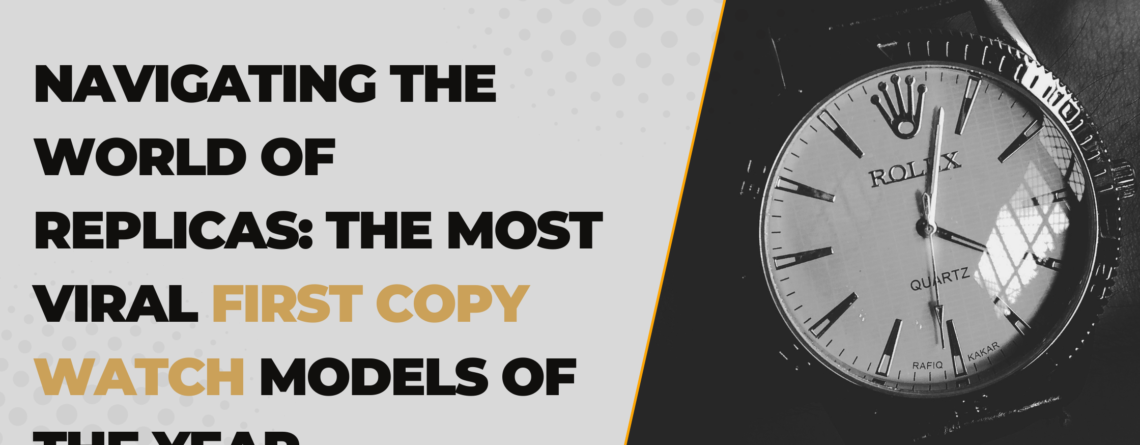 NAVIGATING THE
WORLD OF
REPLICAS: THE MOST
VIRAL FIRST COPY
WATCH MODELS OF
THE YEAR
ROLEX
QUARTZ
RAFIQ KAKAR